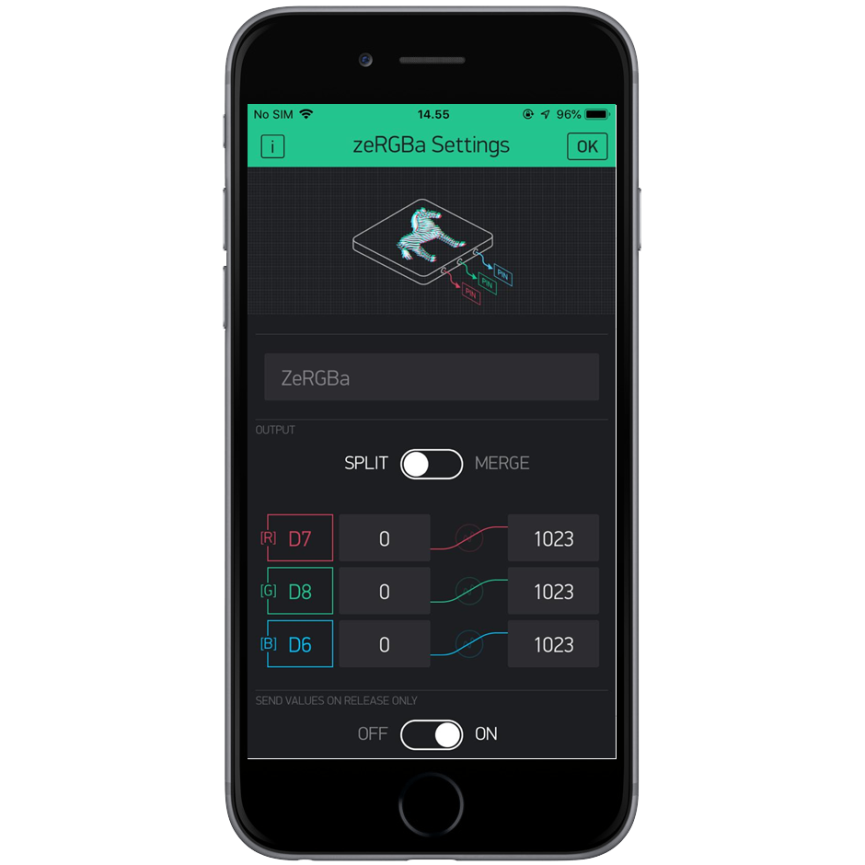 No SIM 14.55 96%
i zeRGBa Settings OK
PIN
PIN
PIN
ZeRGBa
OUTPUT
SPLIT MERGE
[R] D7 0 1023
[G] D8 0 1023
[B] D6 0 1023
SEND VALUES ON RELEASE ONLY
OFF ON